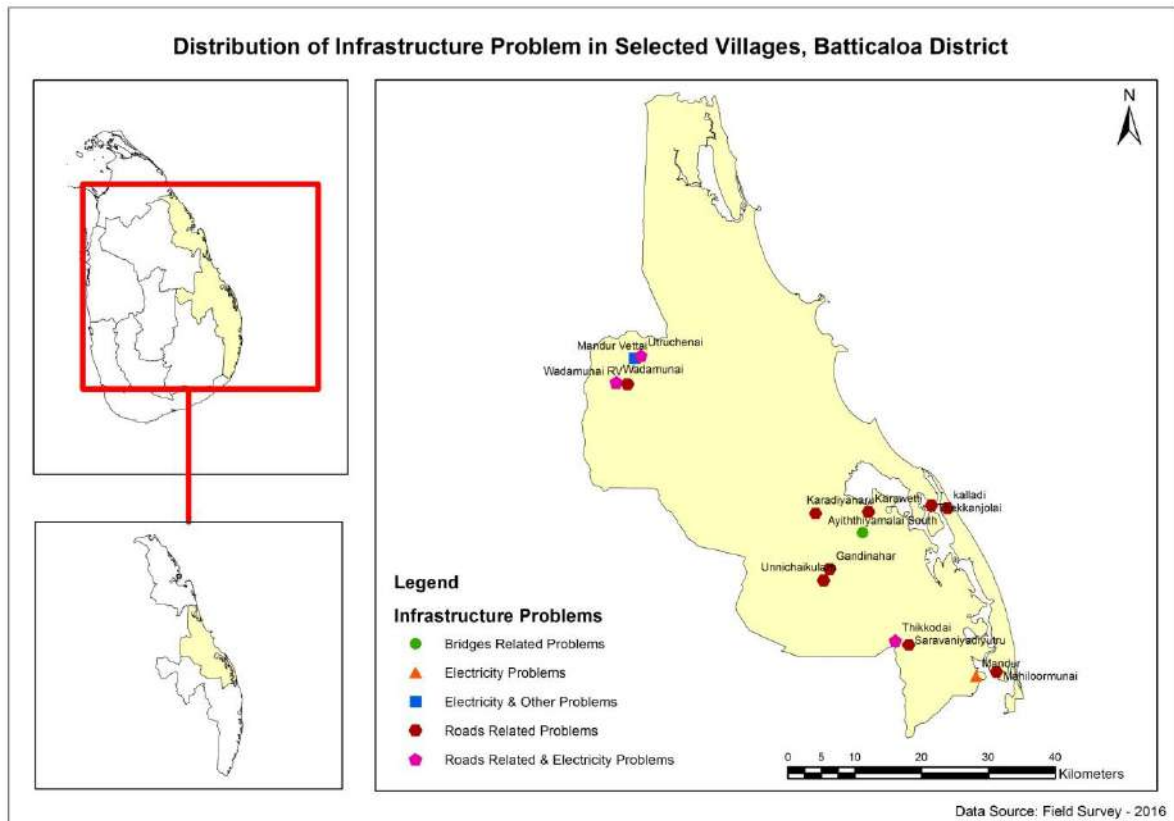 Distribution of Infrastructure Problem in Selected Villages, Batticaloa District
N
Mandur Vettai
Utruchenai
Wadamunai RV
Wadamunai
Karadiyanaru
Karawetti
kalladi
Ayiththiyamalai South
Gandinahar
Unnichaikulam
Thikkodai
Saravaniyadiyutru
Mandur
Mahiloormunai
Legend
Infrastructure Problems
Bridges Related Problems
Electricity Problems
Electricity & Other Problems
Roads Related Problems
Roads Related & Electricity Problems
0 5 10 20 30 40
Kilometers
Data Source: Field Survey - 2016